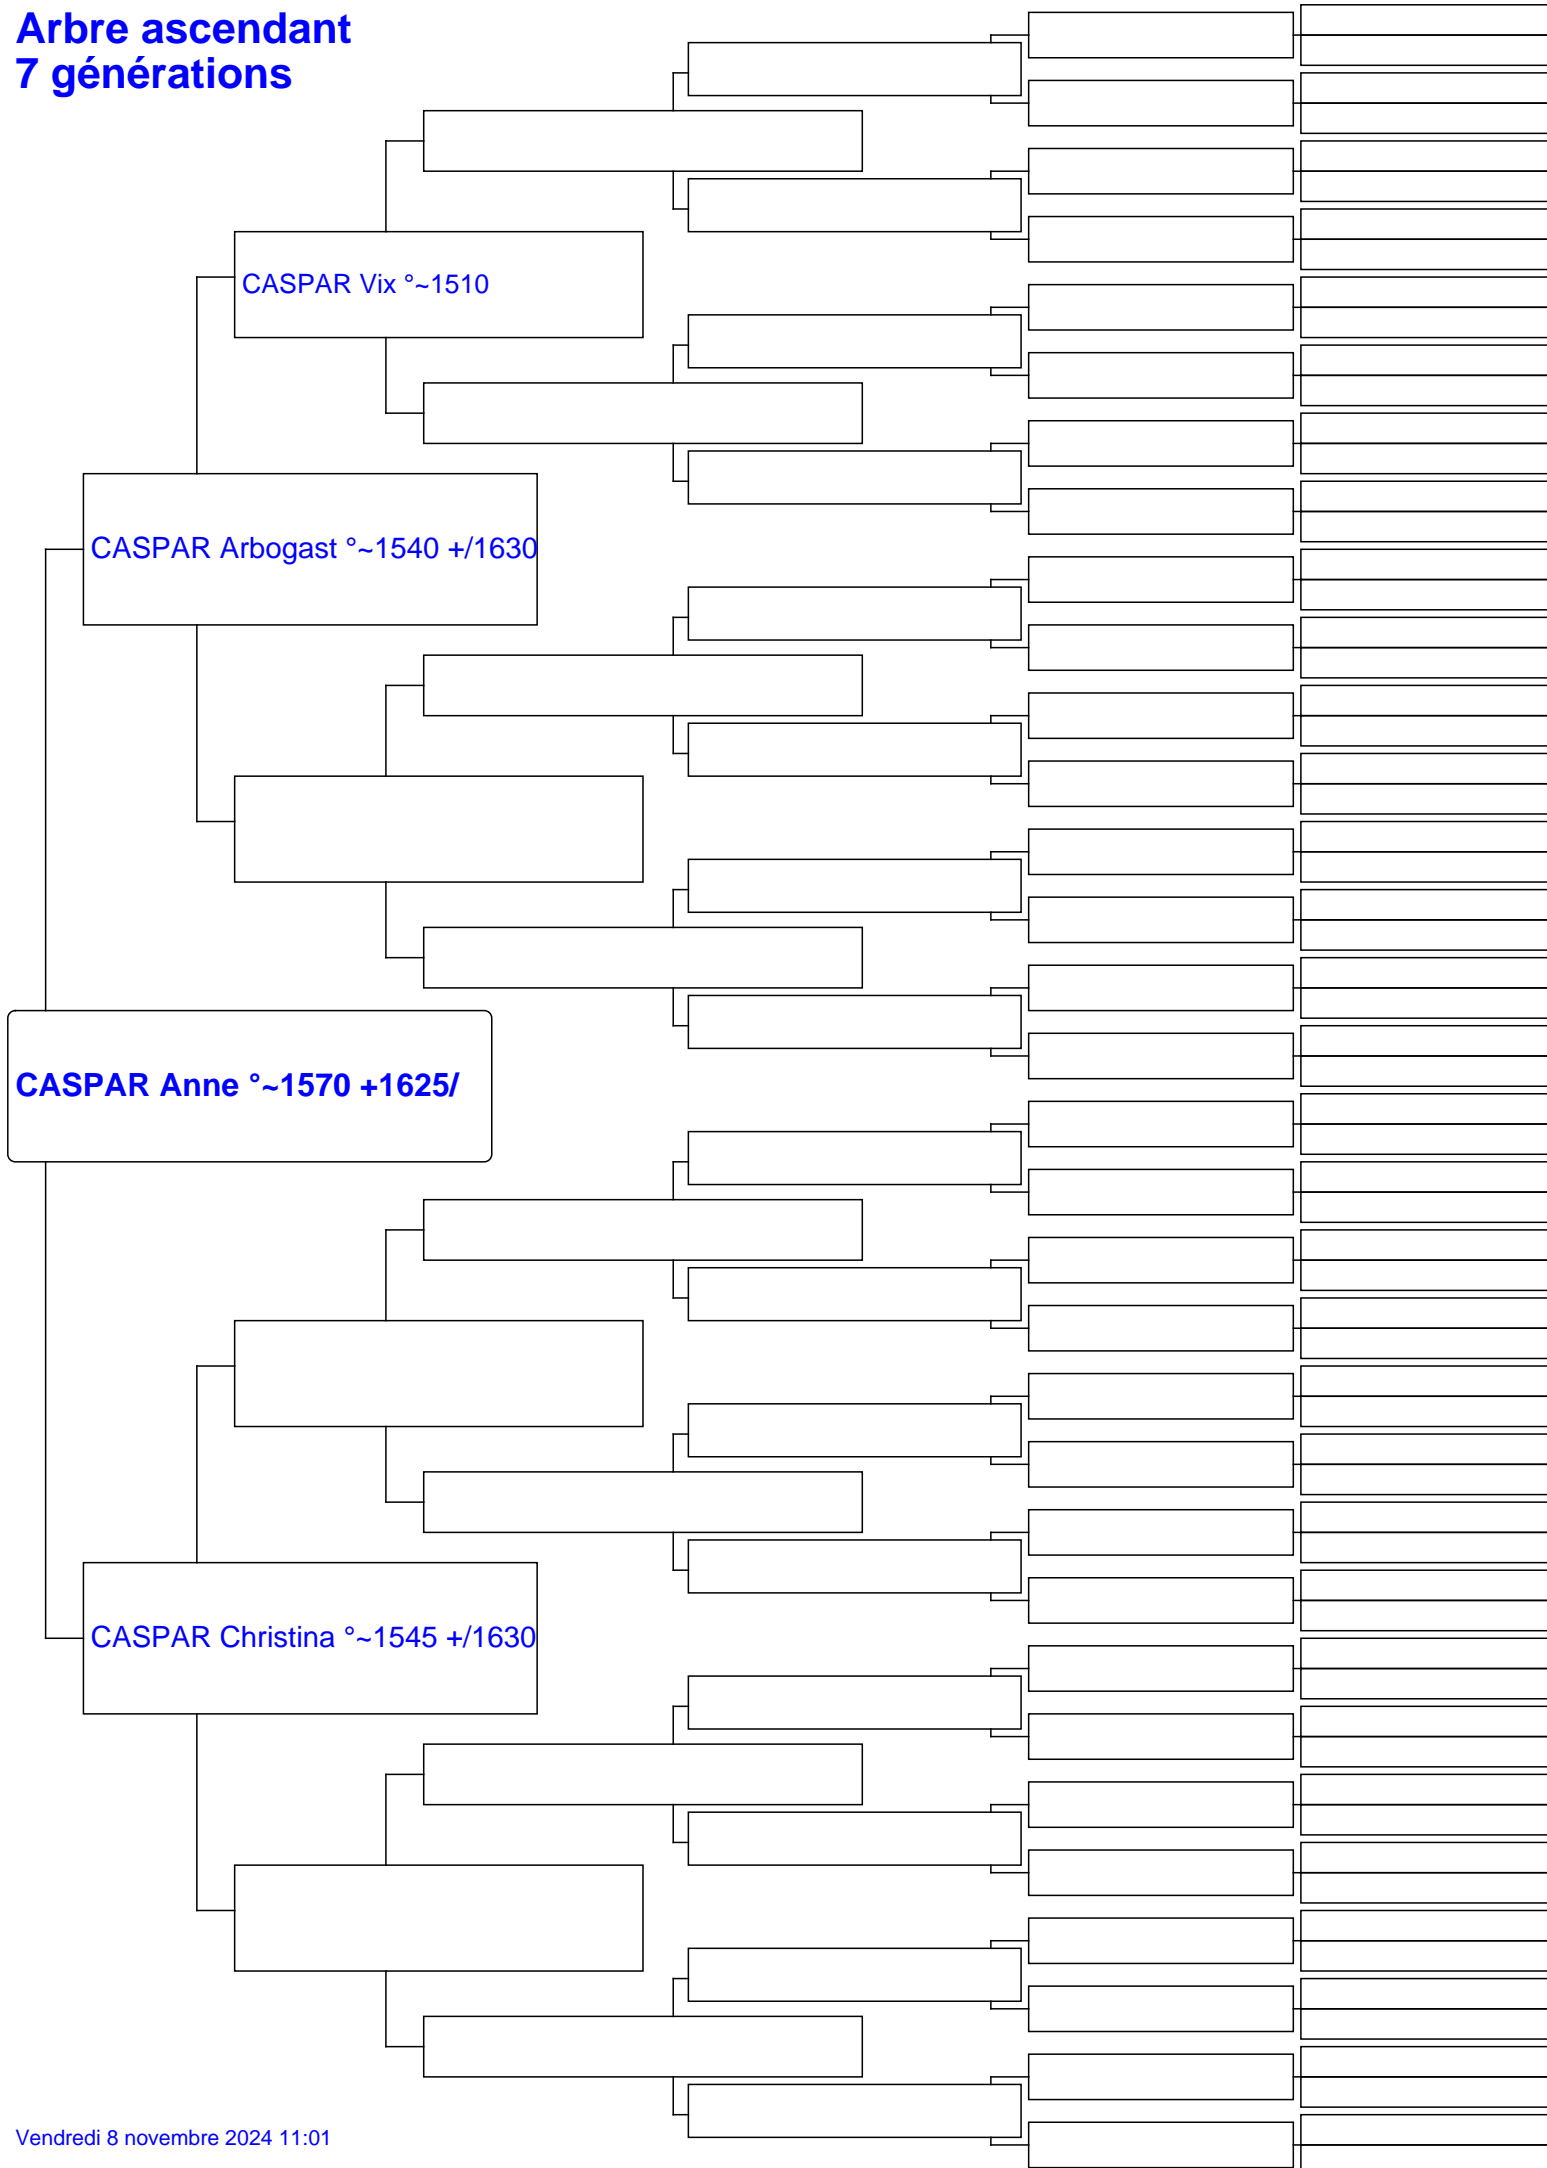 Arbre ascendant
7 générations
CASPAR Vix °~1510
CASPAR Arbogast °~1540 +/1630
CASPAR Anne °~1570 +1625/
CASPAR Christina °~1545 +/1630
Vendredi 8 novembre 2024 11:01